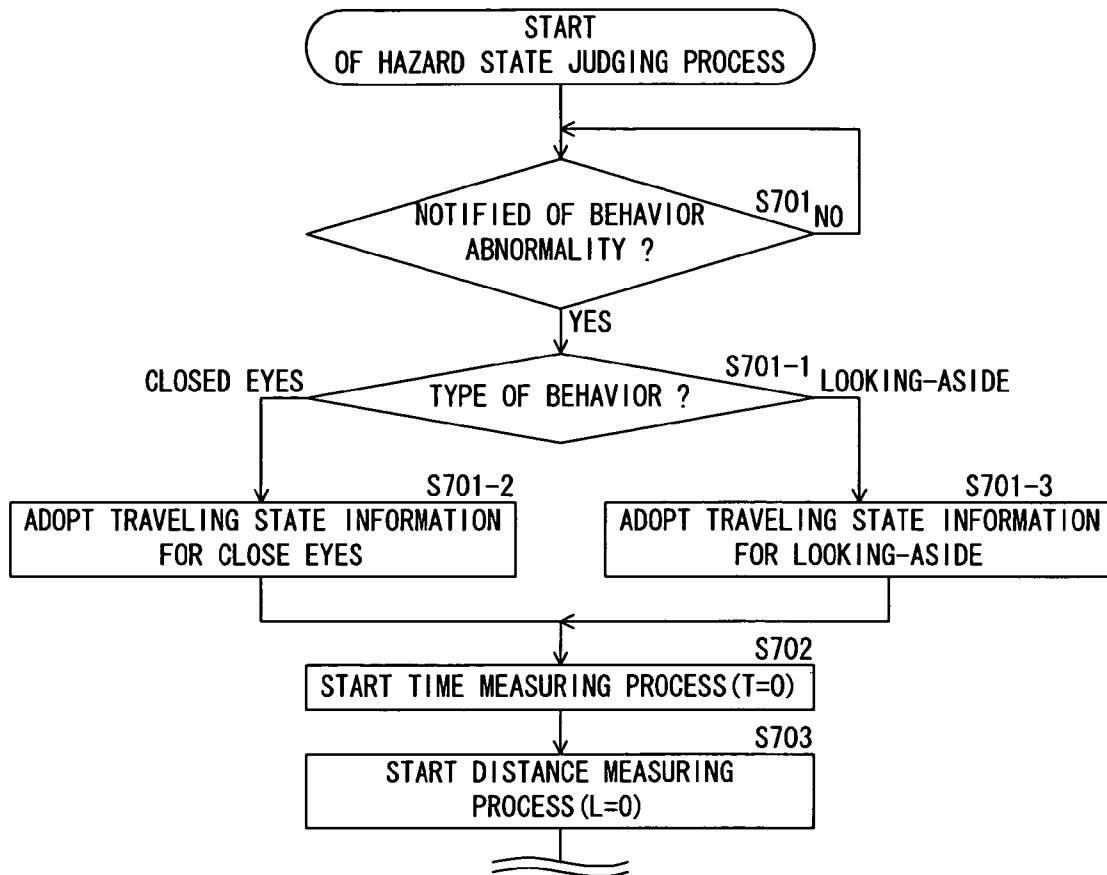 START
OF HAZARD STATE JUDGING PROCESS
S701
NOTIFIED OF BEHAVIOR
ABNORMALITY ?
NO
YES
S701-1
CLOSED EYES
TYPE OF BEHAVIOR ?
LOOKING-ASIDE
S701-2
ADOPT TRAVELING STATE INFORMATION
FOR CLOSE EYES
S701-3
ADOPT TRAVELING STATE INFORMATION
FOR LOOKING-ASIDE
S702
START TIME MEASURING PROCESS(T=0)
S703
START DISTANCE MEASURING
PROCESS(L=0)